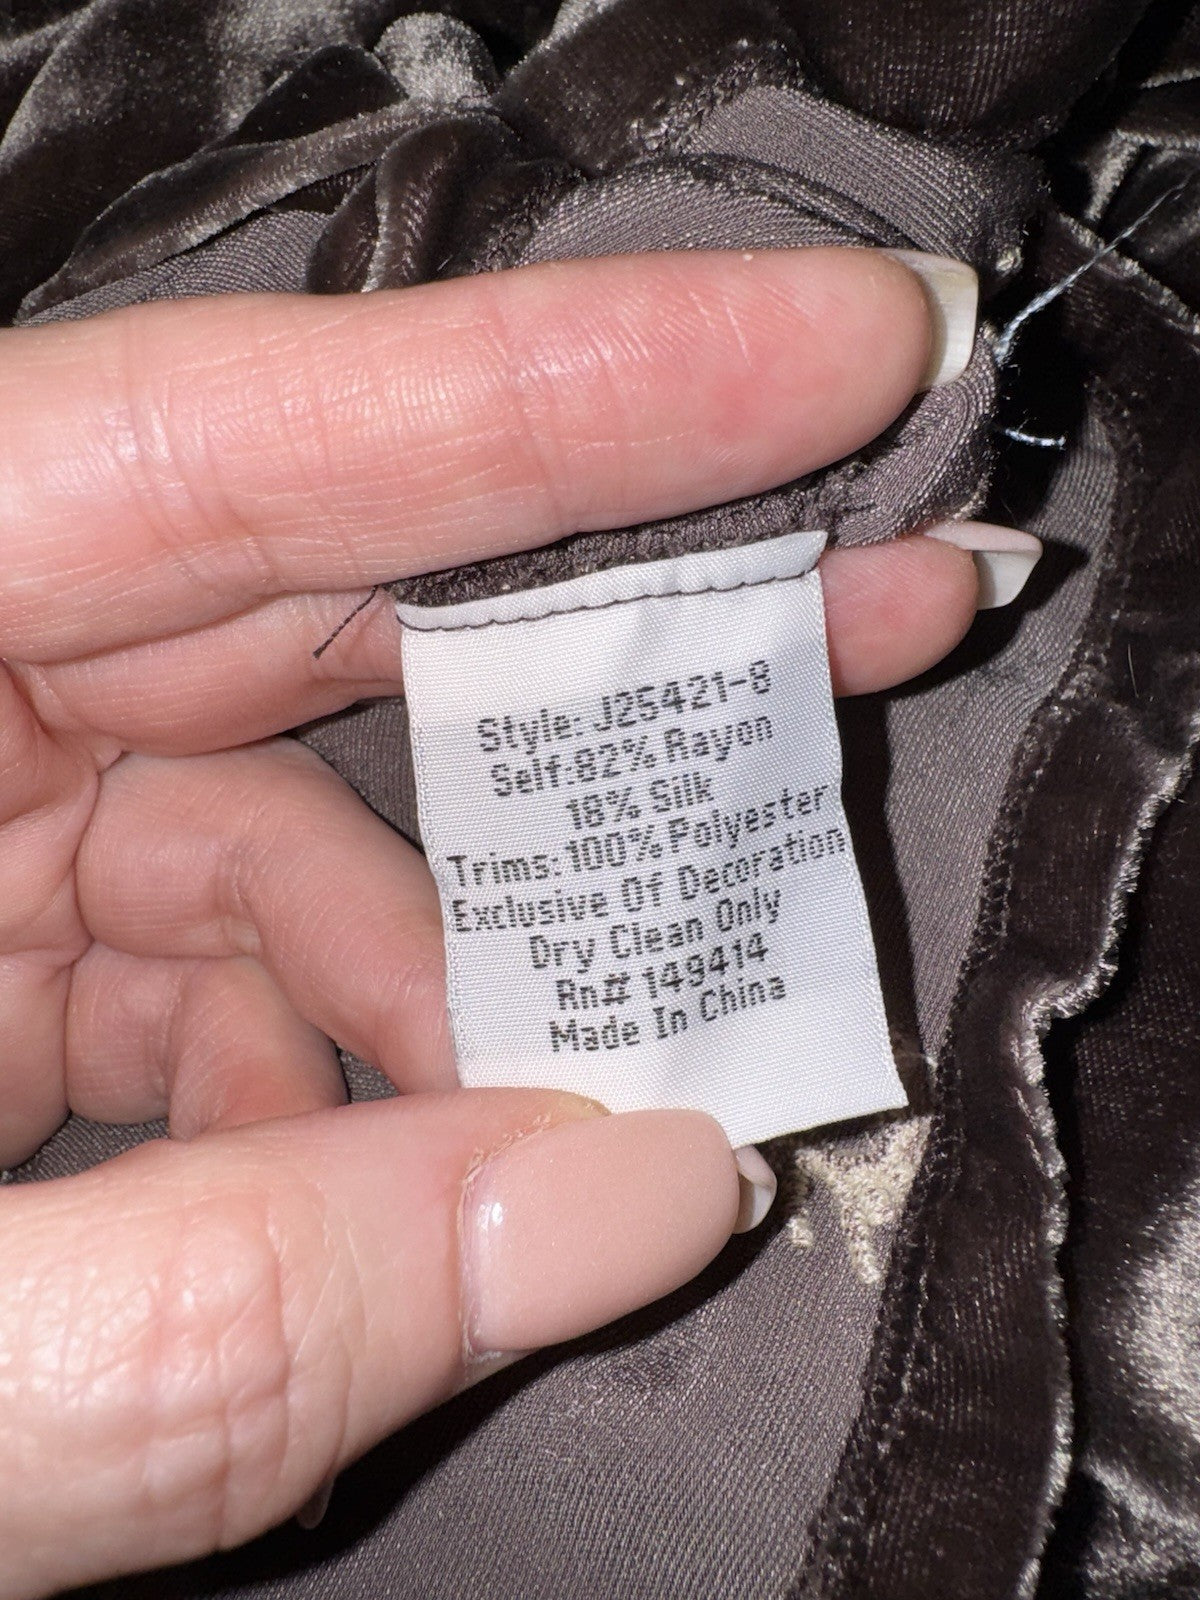 Style: J25421-8
Self:82% Rayon
18% Silk
Trims:100% Polyester
Exclusive Of Decoration
Dry Clean Only
Rn# 149414
Made In China